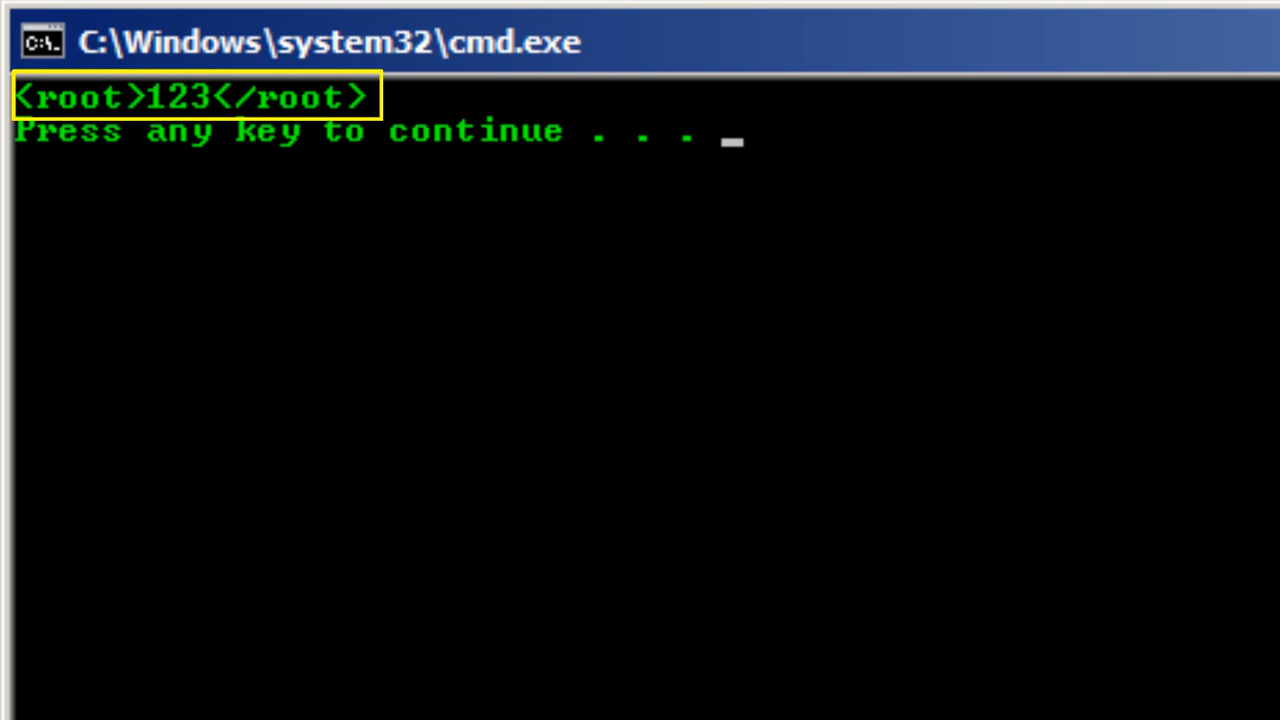 C:\Windows\system32\cmd.exe
<root>123</root>
Press any key to continue . . .